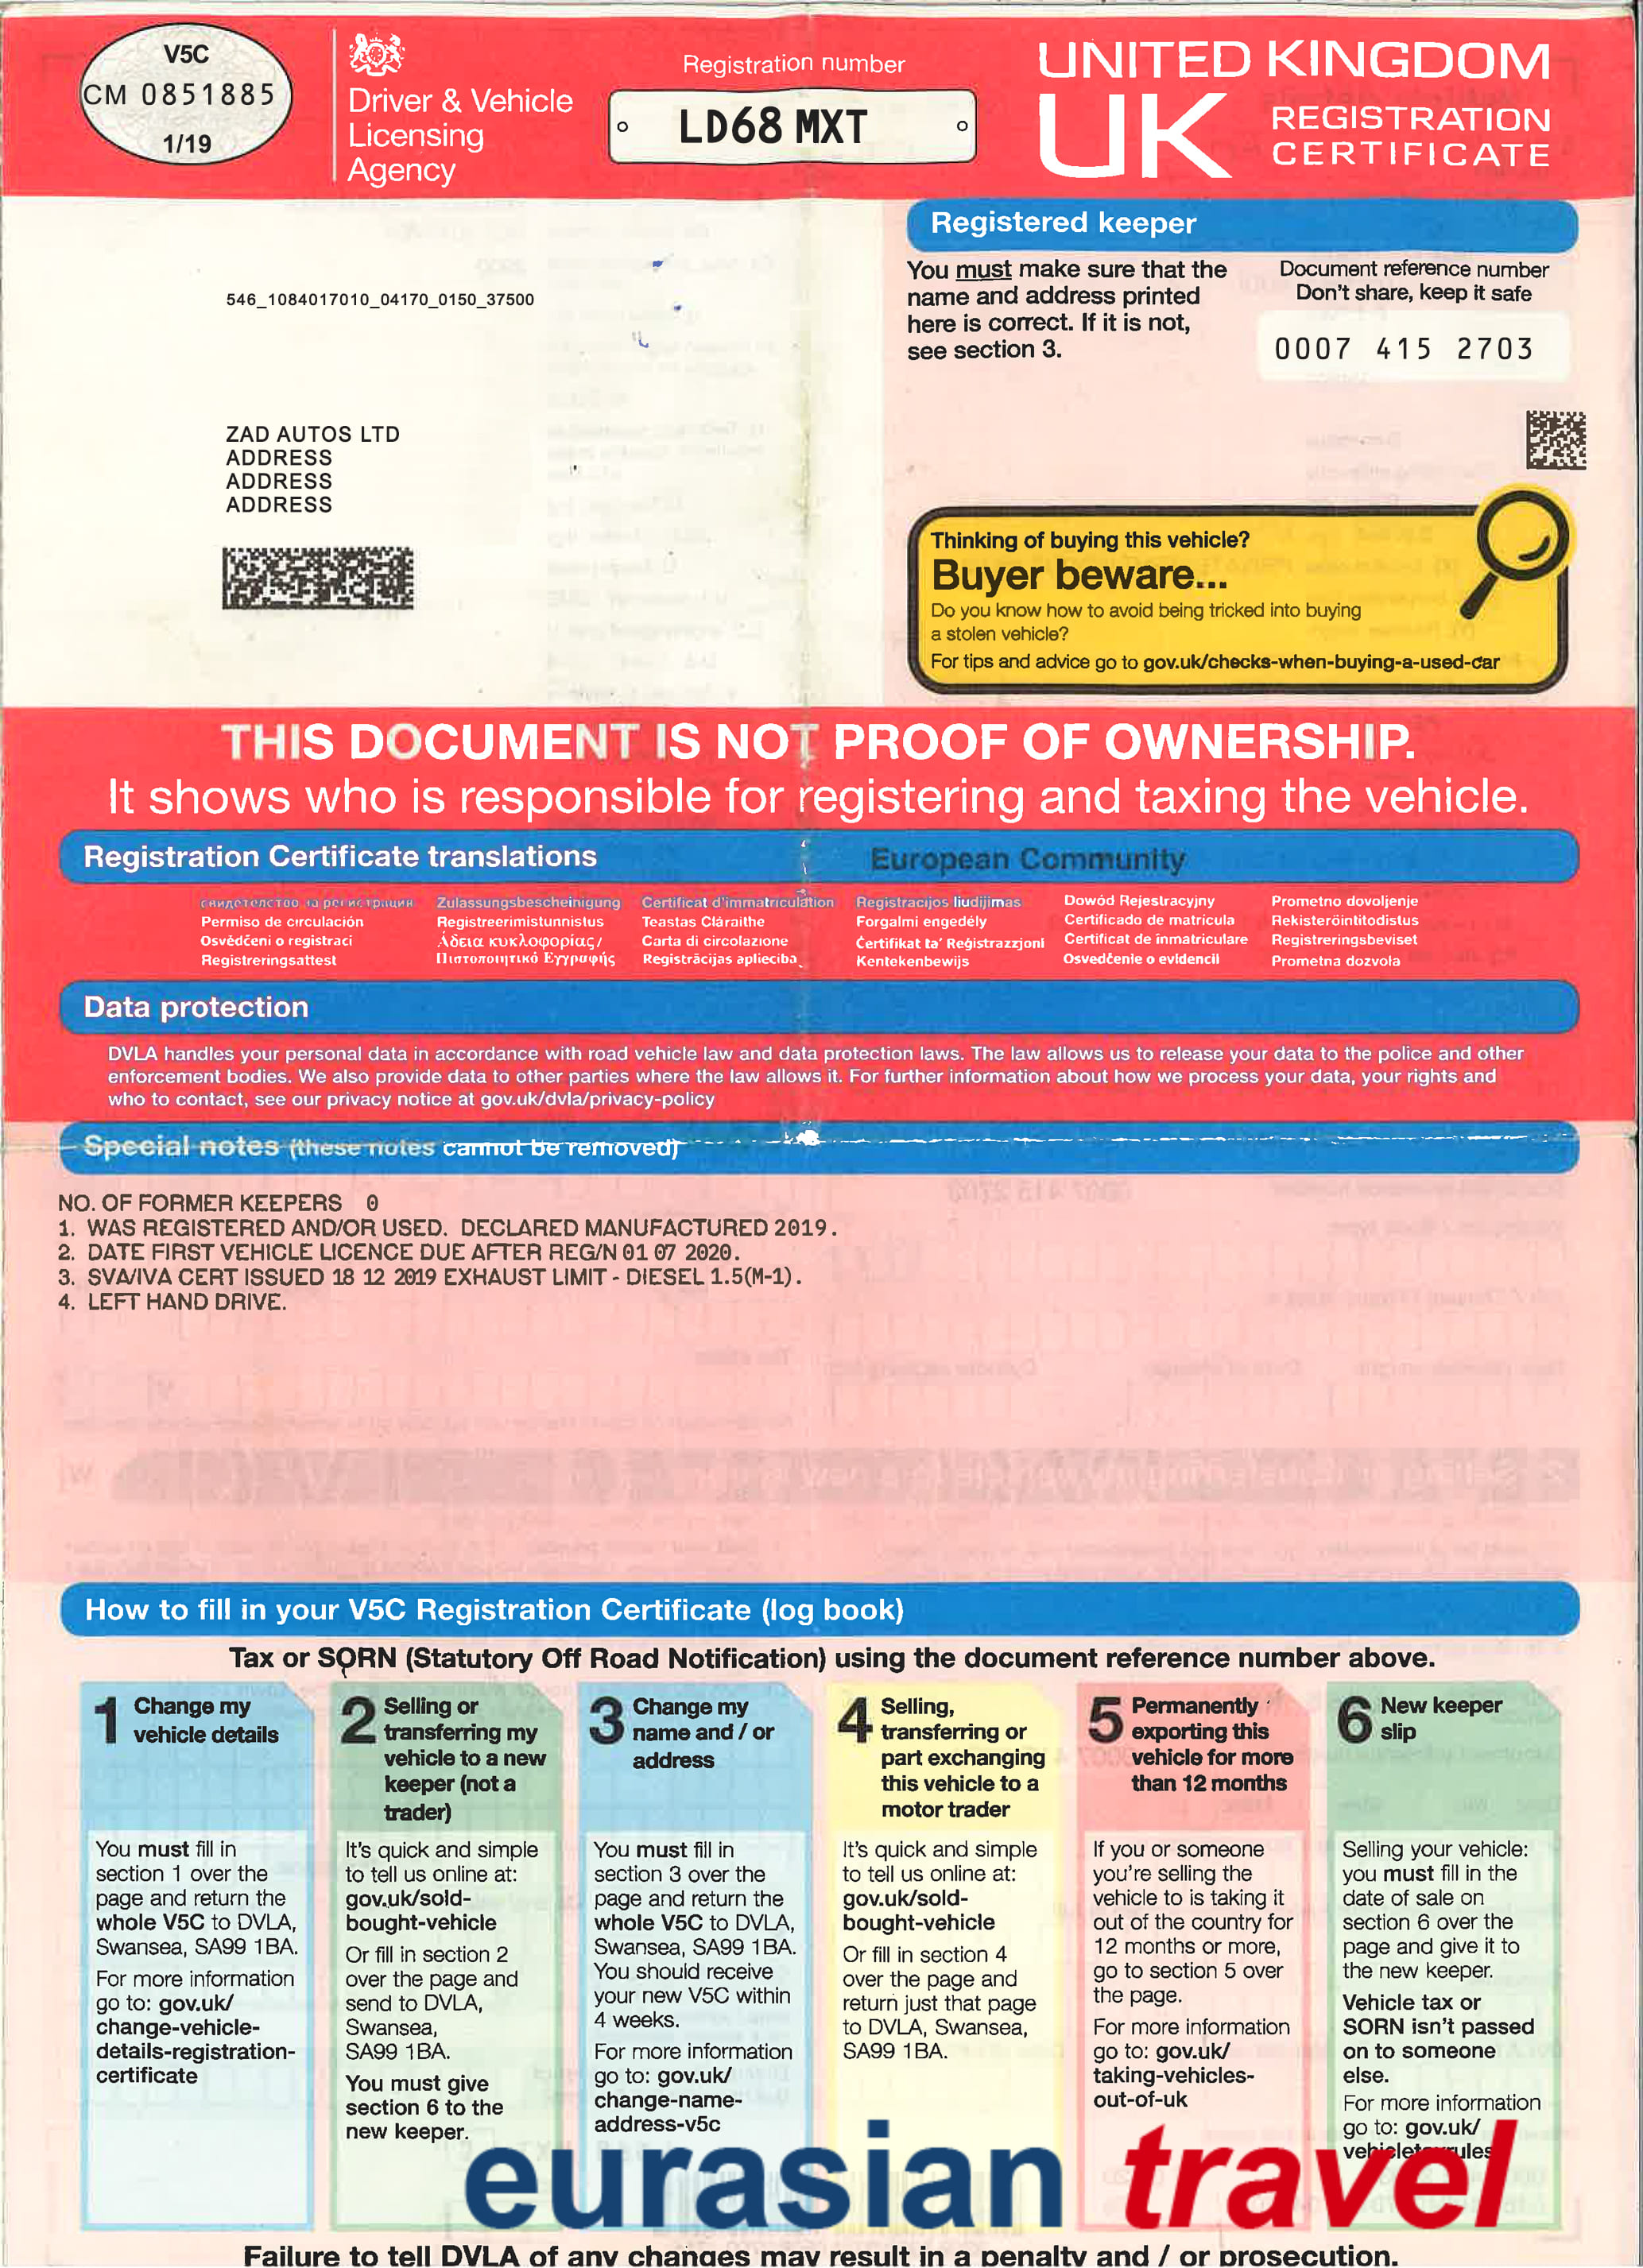 V5C
CM 0851885
1/19
Driver & Vehicle
Licensing
Agency
Registration number
LD68 MXT
UNITED KINGDOM
UK REGISTRATION
CERTIFICATE
546_1084017010_04170_0150_37500
ZAD AUTOS LTD
ADDRESS
ADDRESS
ADDRESS
Registered keeper
You must make sure that the
name and address printed
here is correct. If it is not,
see section 3.
Document reference number
Don't share, keep it safe
0007 415 2703
Thinking of buying this vehicle?
Buyer beware...
Do you know how to avoid being tricked into buying
a stolen vehicle?
For tips and advice go to gov.uk/checks-when-buying-a-used-car
THIS DOCUMENT IS NOT PROOF OF OWNERSHIP.
It shows who is responsible for registering and taxing the vehicle.
Registration Certificate translations European Community
свидетелство за регистрация
Permiso de circulación
Osvědčeni o registraci
Registreringsattest
Zulassungsbescheinigung
Registreerimistunnistus
Άδεια κυκλοφορίας/
Πιστοποιητικό Εγγραφής
Certificat d'immatriculation
Teastas Cláraithe
Carta di circolazione
Registrācijas apliecība
Registracijos liudijimas
Forgalmi engedély
Ċertifikat ta' Reġistrazzjoni
Kentekenbewijs
Dowód Rejestracyjny
Certificado de matrícula
Certificat de înmatriculare
Osvedčenie o evidencii
Prometno dovoljenje
Rekisteröintitodistus
Registreringsbeviset
Prometna dozvola
Data protection
DVLA handles your personal data in accordance with road vehicle law and data protection laws. The law allows us to release your data to the police and other
enforcement bodies. We also provide data to other parties where the law allows it. For further information about how we process your data, your rights and
who to contact, see our privacy notice at gov.uk/dvla/privacy-policy
Special notes (these notes cannot be removed)
NO. OF FORMER KEEPERS 0
1. WAS REGISTERED AND/OR USED. DECLARED MANUFACTURED 2019.
2. DATE FIRST VEHICLE LICENCE DUE AFTER REG/N 01 07 2020.
3. SVA/IVA CERT ISSUED 18 12 2019 EXHAUST LIMIT - DIESEL 1.5(M-1).
4. LEFT HAND DRIVE.
How to fill in your V5C Registration Certificate (log book)
Tax or SORN (Statutory Off Road Notification) using the document reference number above.
1 Change my
vehicle details
You must fill in
section 1 over the
page and return the
whole V5C to DVLA,
Swansea, SA99 1BA.
For more information
go to: gov.uk/
change-vehicle-
details-registration-
certificate
2 Selling or
transferring my
vehicle to a new
keeper (not a
trader)
It's quick and simple
to tell us online at:
gov.uk/sold-
bought-vehicle
Or fill in section 2
over the page and
send to DVLA,
Swansea,
SA99 1BA.
You must give
section 6 to the
new keeper.
3 Change my
name and / or
address
You must fill in
section 3 over the
page and return the
whole V5C to DVLA,
Swansea, SA99 1BA.
You should receive
your new V5C within
4 weeks.
For more information
go to: gov.uk/
change-name-
address-v5c
4 Selling,
transferring or
part exchanging
this vehicle to a
motor trader
It's quick and simple
to tell us online at:
gov.uk/sold-
bought-vehicle
Or fill in section 4
over the page and
return just that page
to DVLA, Swansea,
SA99 1BA.
5 Permanently
exporting this
vehicle for more
than 12 months
If you or someone
you're selling the
vehicle to is taking it
out of the country for
12 months or more,
go to section 5 over
the page.
For more information
go to: gov.uk/
taking-vehicles-
out-of-uk
6 New keeper
slip
Selling your vehicle:
you must fill in the
date of sale on
section 6 over the
page and give it to
the new keeper.
Vehicle tax or
SORN isn't passed
on to someone
else.
For more information
go to: gov.uk/
eurasian travel
Failure to tell DVLA of any changes may result in a penalty and / or prosecution.